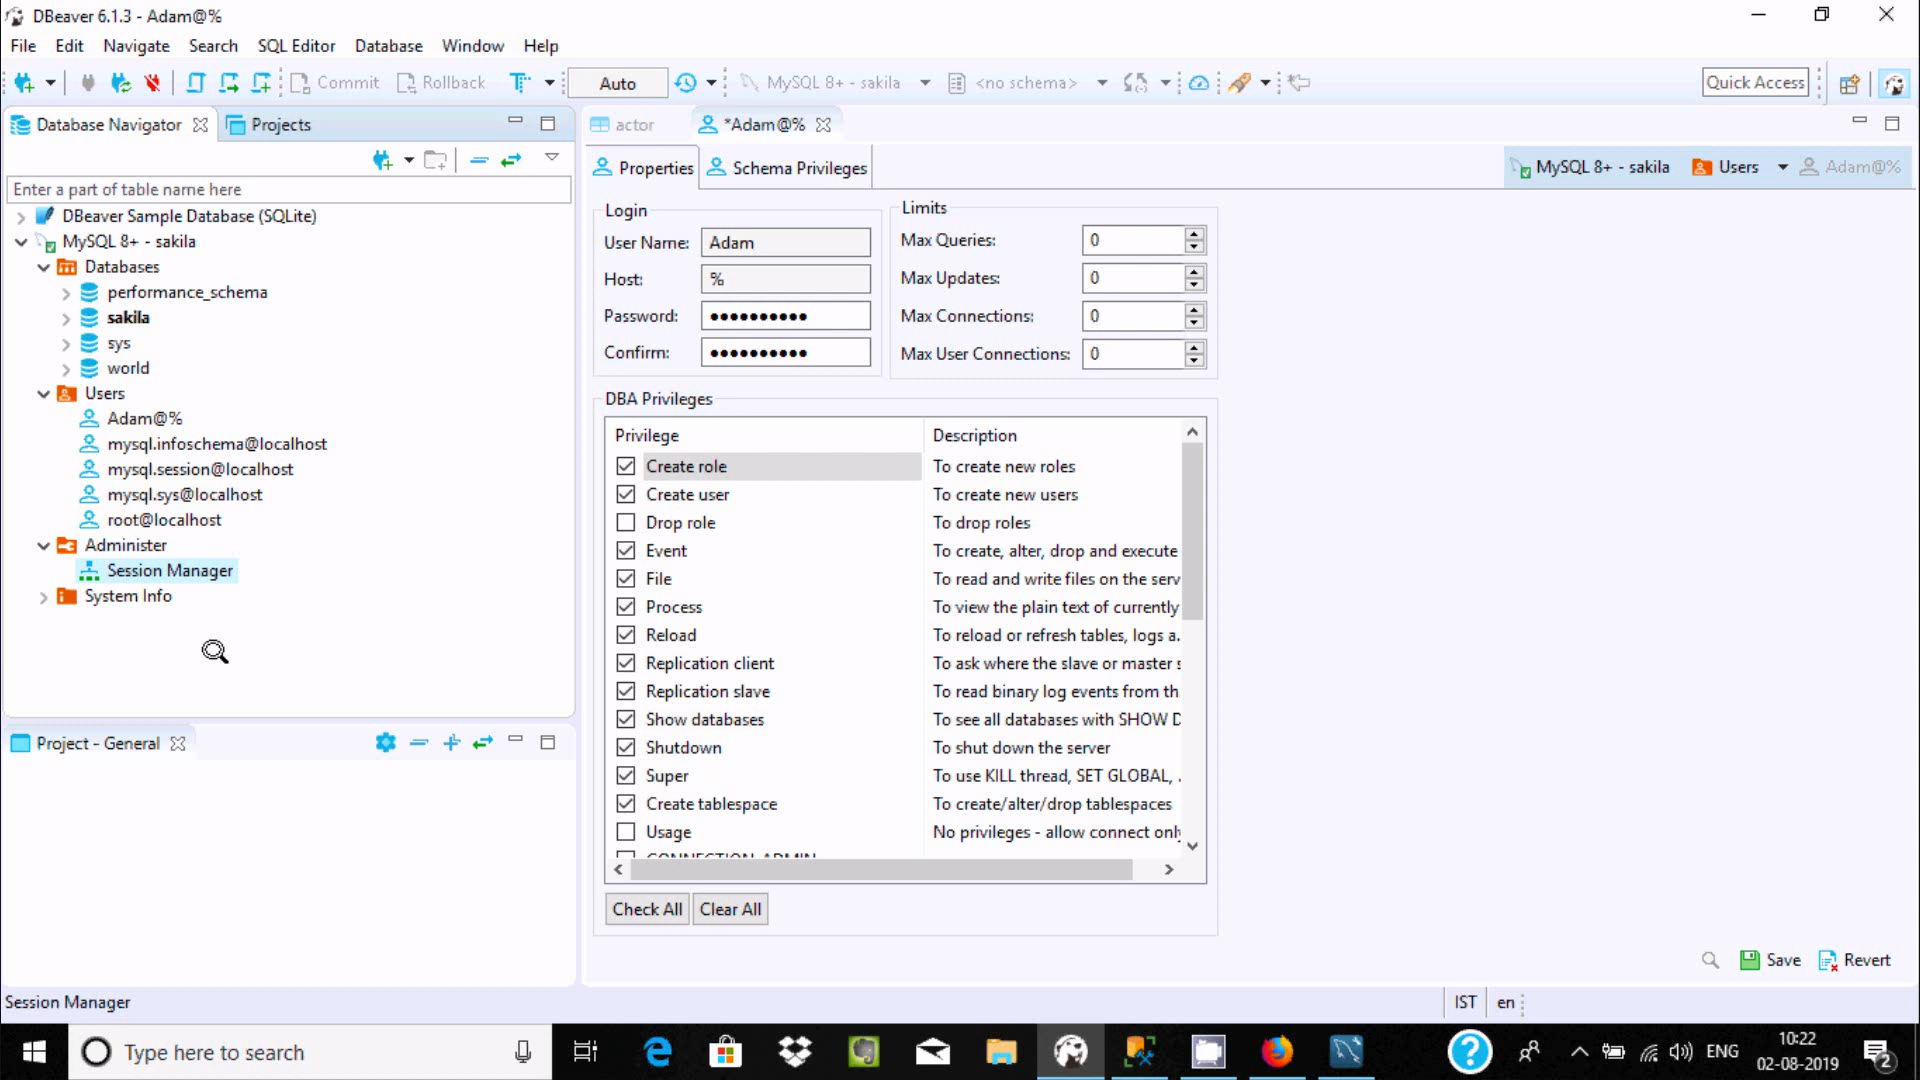 DBeaver 6.1.3 - Adam@%
File Edit Navigate Search SQL Editor Database Window Help
Commit Rollback Auto MySQL 8+ - sakila <no schema> Quick Access
Database Navigator Projects
Enter a part of table name here
DBeaver Sample Database (SQLite)
MySQL 8+ - sakila
Databases
performance_schema
sakila
sys
world
Users
Adam@%
mysql.infoschema@localhost
mysql.session@localhost
mysql.sys@localhost
root@localhost
Administer
Session Manager
System Info
Project - General
actor *Adam@%
Properties Schema Privileges
MySQL 8+ - sakila Users Adam@%
Login
User Name: Adam
Host: %
Password: ●●●●●●●●●●
Confirm: ●●●●●●●●●●
Limits
Max Queries: 0
Max Updates: 0
Max Connections: 0
Max User Connections: 0
DBA Privileges
Privilege Description
Create role To create new roles
Create user To create new users
Drop role To drop roles
Event To create, alter, drop and execute
File To read and write files on the serv
Process To view the plain text of currently
Reload To reload or refresh tables, logs a.
Replication client To ask where the slave or master s
Replication slave To read binary log events from th
Show databases To see all databases with SHOW D
Shutdown To shut down the server
Super To use KILL thread, SET GLOBAL, .
Create tablespace To create/alter/drop tablespaces
Usage No privileges - allow connect only
CONNECTION_ADMIN
Check All Clear All
Save Revert
Session Manager IST en
Type here to search
ENG
10:22
02-08-2019
2